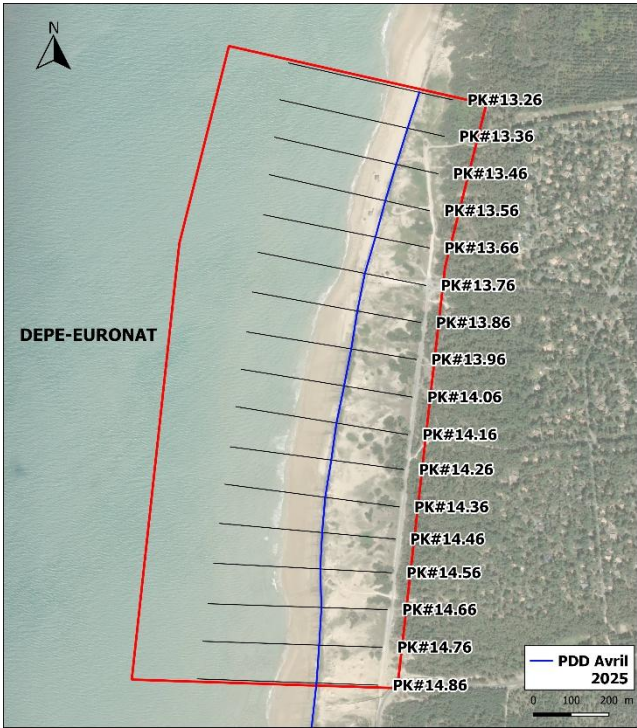 N
PK#13.26
PK#13.36
PK#13.46
PK#13.56
PK#13.66
PK#13.76
PK#13.86
DEPE-EURONAT
PK#13.96
PK#14.06
PK#14.16
PK#14.26
PK#14.36
PK#14.46
PK#14.56
PK#14.66
PK#14.76
PK#14.86
PDD Avril
2025
0 100 200 m